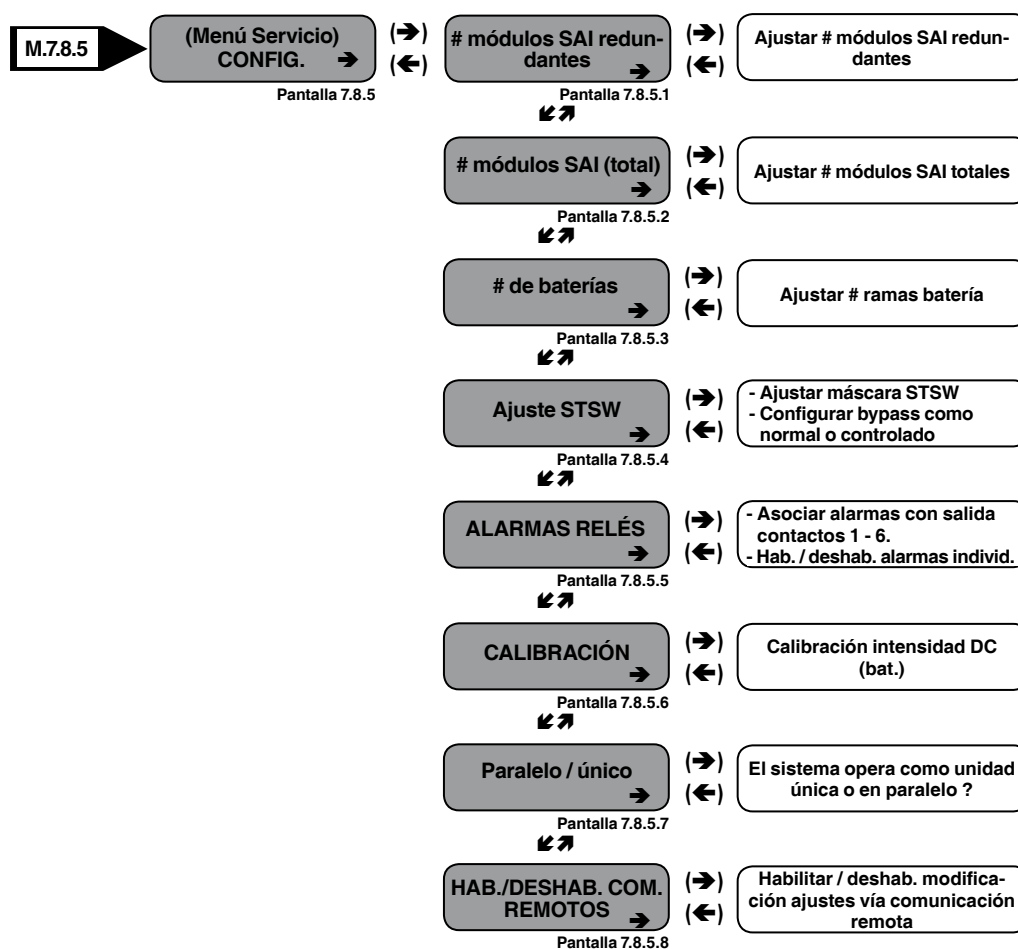 M.7.8.5
(Menú Servicio)
CONFIG. ➔
Pantalla 7.8.5
(➔)
(←)
# módulos SAI redun-
dantes
➔
Pantalla 7.8.5.1
(➔)
(←)
Ajustar # módulos SAI redun-
dantes
↙↗
# módulos SAI (total)
➔
Pantalla 7.8.5.2
(➔)
(←)
Ajustar # módulos SAI totales
↙↗
# de baterías
➔
Pantalla 7.8.5.3
(➔)
(←)
Ajustar # ramas batería
↙↗
Ajuste STSW
➔
Pantalla 7.8.5.4
(➔)
(←)
- Ajustar máscara STSW
- Configurar bypass como
normal o controlado
↙↗
ALARMAS RELÉS
➔
Pantalla 7.8.5.5
(➔)
(←)
- Asociar alarmas con salida
contactos 1 - 6.
- Hab. / deshab. alarmas individ.
↙↗
CALIBRACIÓN
➔
Pantalla 7.8.5.6
(➔)
(←)
Calibración intensidad DC
(bat.)
↙↗
Paralelo / único
➔
Pantalla 7.8.5.7
(➔)
(←)
El sistema opera como unidad
única o en paralelo ?
↙↗
HAB./DESHAB. COM.
REMOTOS ➔
Pantalla 7.8.5.8
(➔)
(←)
Habilitar / deshab. modifica-
ción ajustes vía comunicación
remota